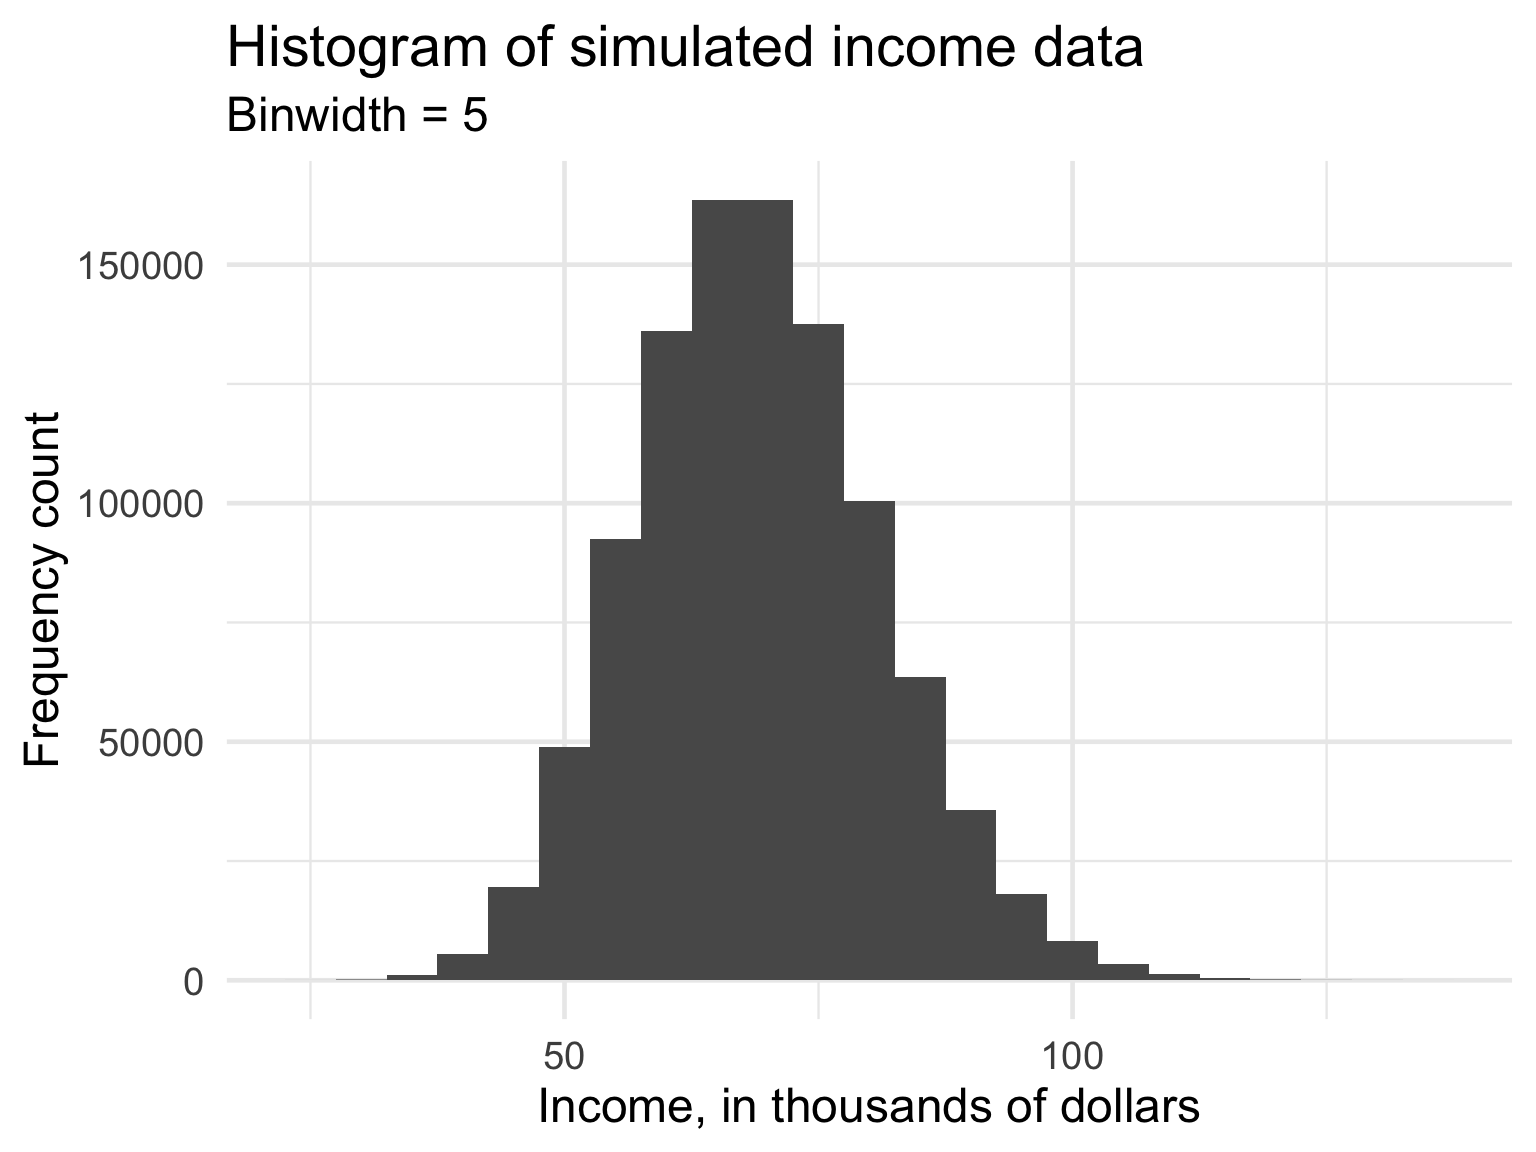 Histogram of simulated income data
Binwidth = 5
Frequency count
150000
100000
50000
0
50
100
Income, in thousands of dollars